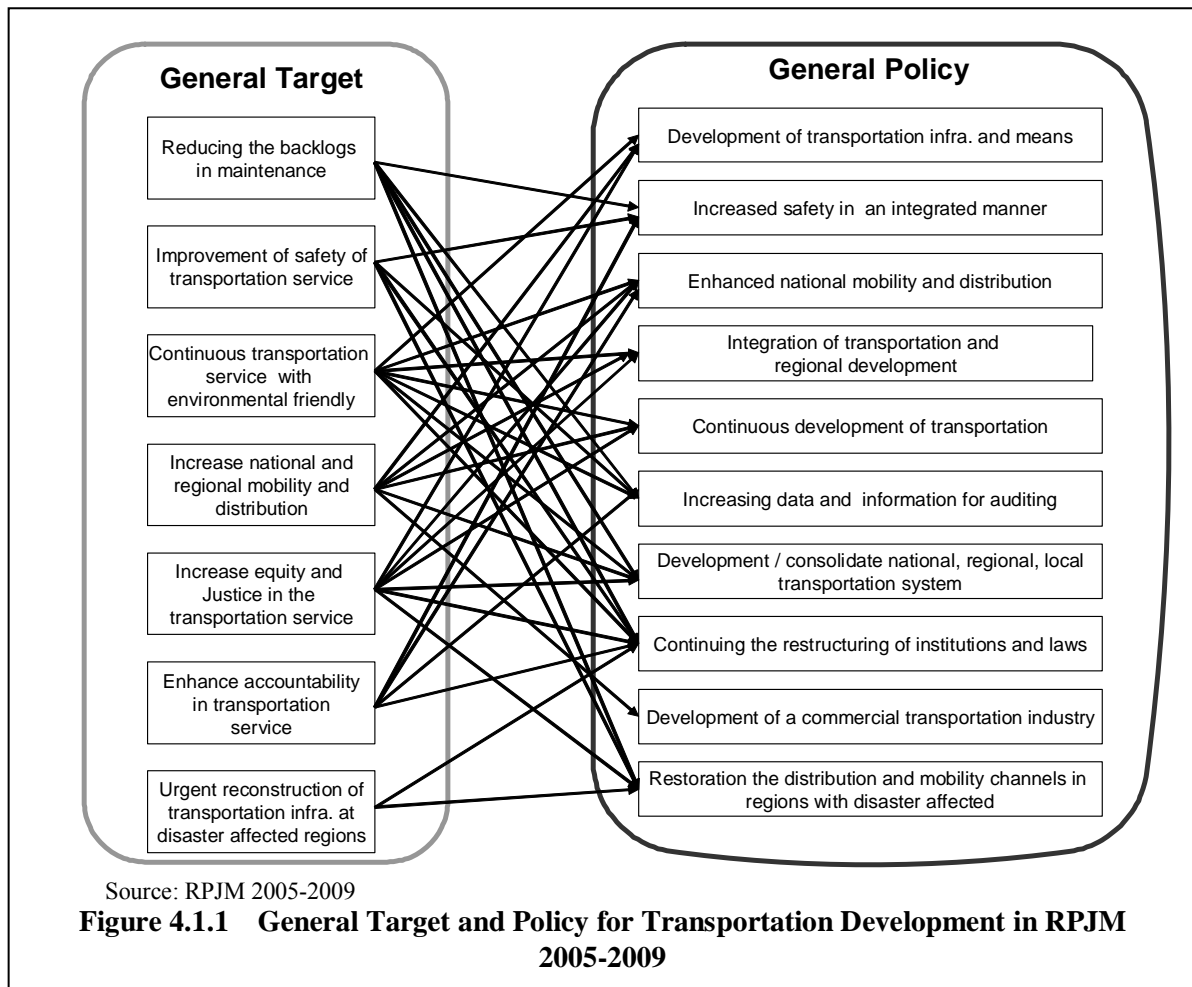 General Target
Reducing the backlogs
in maintenance
Improvement of safety of
transportation service
Continuous transportation
service with
environmental friendly
Increase national and
regional mobility and
distribution
Increase equity and
Justice in the
transportation service
Enhance accountability
in transportation
service
Urgent reconstruction of
transportation infra. at
disaster affected regions
General Policy
Development of transportation infra. and means
Increased safety in an integrated manner
Enhanced national mobility and distribution
Integration of transportation and
regional development
Continuous development of transportation
Increasing data and information for auditing
Development / consolidate national, regional, local
transportation system
Continuing the restructuring of institutions and laws
Development of a commercial transportation industry
Restoration the distribution and mobility channels in
regions with disaster affected
Source: RPJM 2005-2009
Figure 4.1.1 General Target and Policy for Transportation Development in RPJM
2005-2009